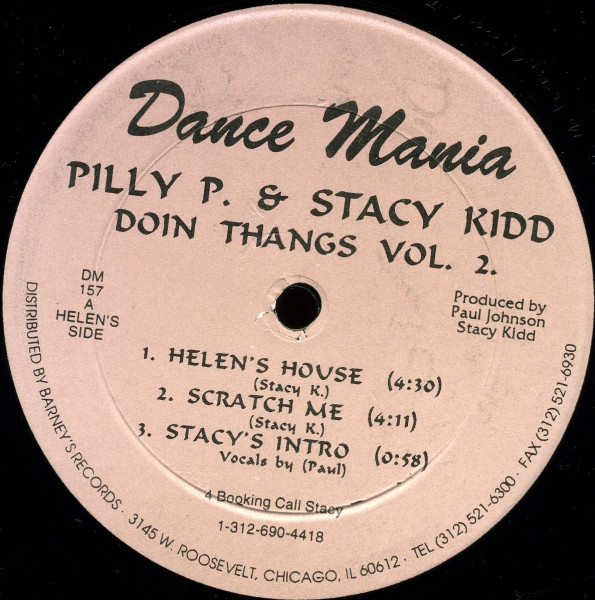 Dance Mania
PILLY P. & STACY KIDD
DOIN THANGS VOL. 2.
DM
157
A
HELEN'S
SIDE
Produced by
Paul Johnson
Stacy Kidd
1. HELEN'S HOUSE (4:30)
(Stacy K.)
2. SCRATCH ME (4:11)
(Stacy K.)
3. STACY'S INTRO (0:58)
Vocals by (Paul)
4 Booking Call Stacy
1-312-690-4418
DISTRIBUTED BY BARNEY'S RECORDS · 3145 W. ROOSEVELT, CHICAGO, IL 60612 · TEL (312) 521-6300 · FAX (312) 521-6930